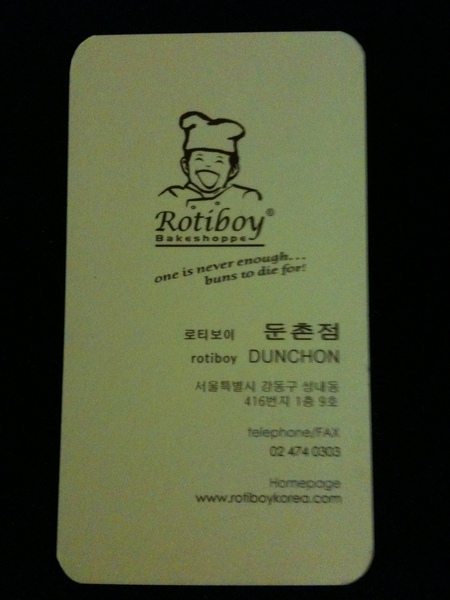 Rotiboy®
Bakeshoppe
one is never enough...
buns to die for!
로티보이 둔촌점
rotiboy DUNCHON
서울특별시 강동구 성내동
416번지 1층 9호
telephone/FAX
02 474 0303
Homepage
www.rotiboykorea.com